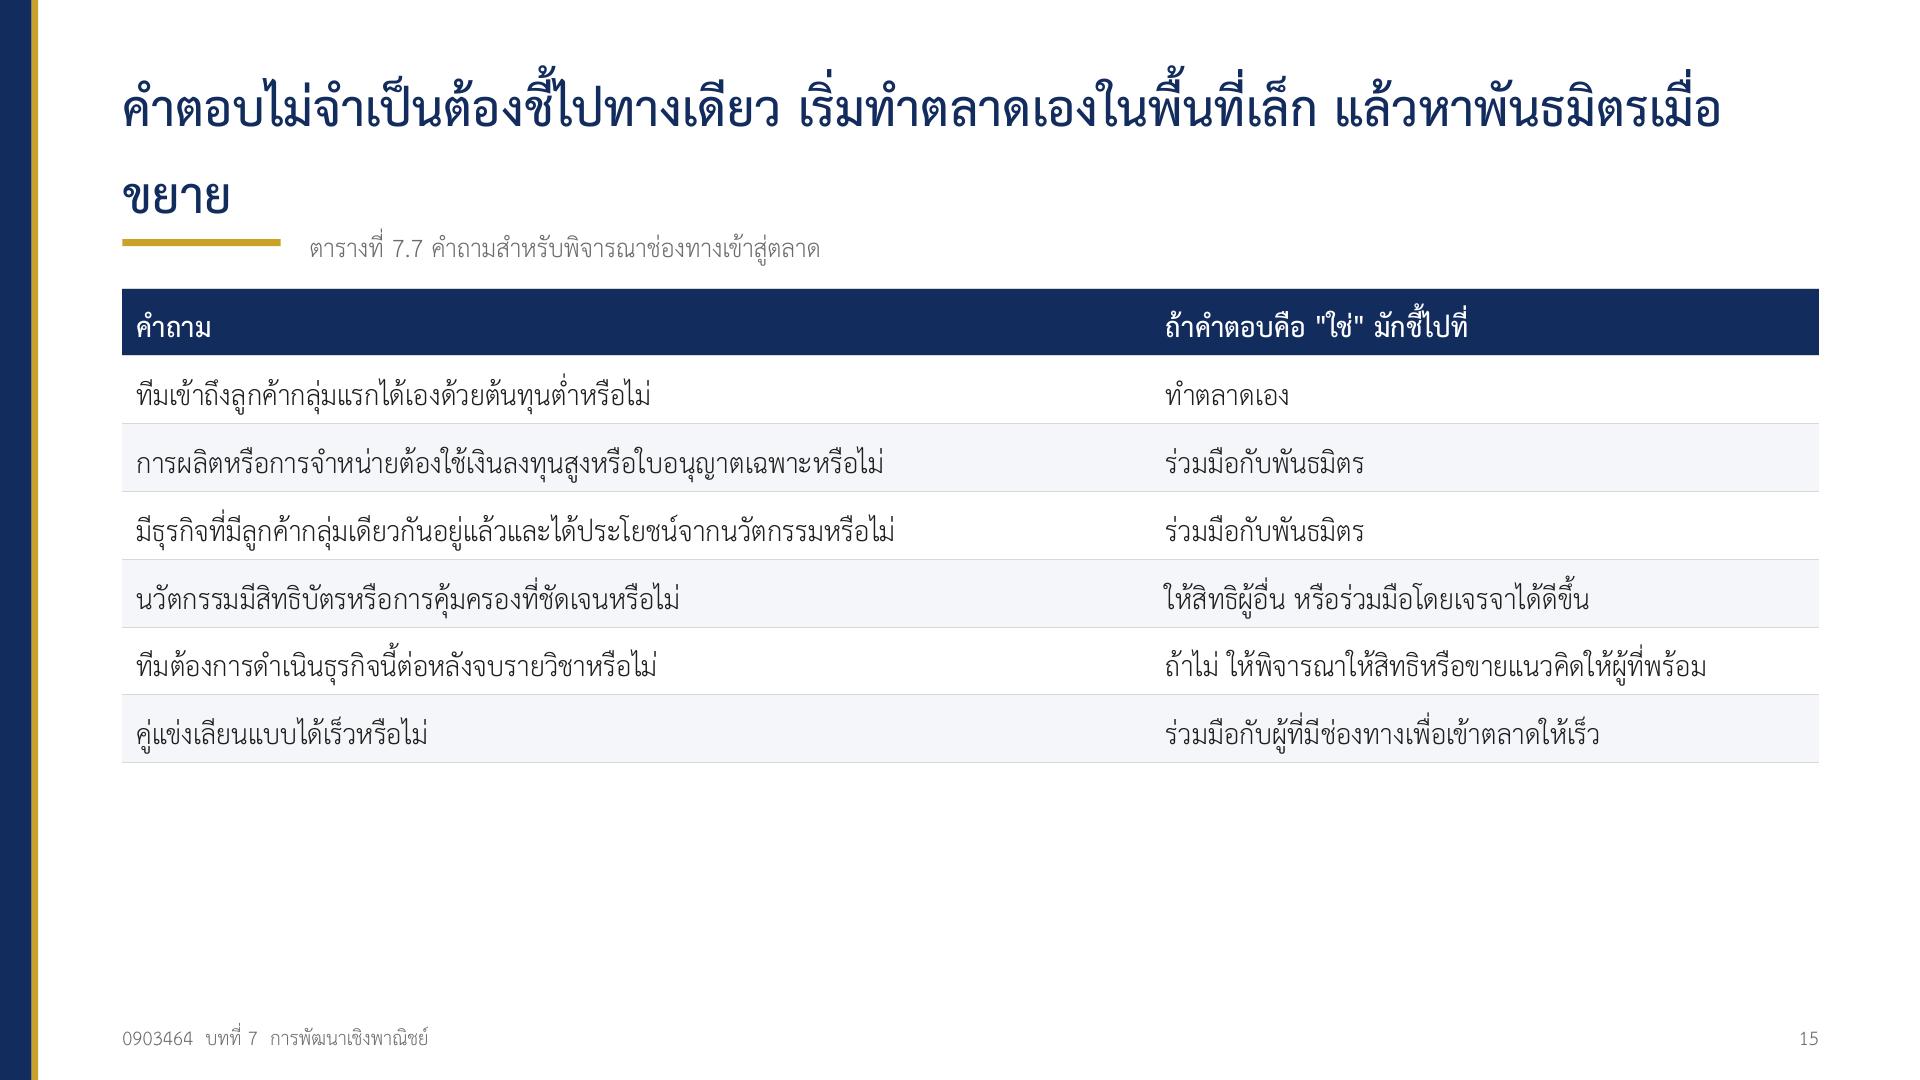 คำตอบไม่จำเป็นต้องชี้ไปทางเดียว เริ่มทำตลาดเองในพื้นที่เล็ก แล้วหาพันธมิตรเมื่อ
ขยาย
ตารางที่ 7.7 คำถามสำหรับพิจารณาช่องทางเข้าสู่ตลาด
คำถาม ถ้าคำตอบคือ "ใช่" มักชี้ไปที่
ทีมเข้าถึงลูกค้ากลุ่มแรกได้เองด้วยต้นทุนต่ำหรือไม่ ทำตลาดเอง
การผลิตหรือการจำหน่ายต้องใช้เงินลงทุนสูงหรือใบอนุญาตเฉพาะหรือไม่ ร่วมมือกับพันธมิตร
มีธุรกิจที่มีลูกค้ากลุ่มเดียวกันอยู่แล้วและได้ประโยชน์จากนวัตกรรมหรือไม่ ร่วมมือกับพันธมิตร
นวัตกรรมมีสิทธิบัตรหรือการคุ้มครองที่ชัดเจนหรือไม่ ให้สิทธิผู้อื่น หรือร่วมมือโดยเจรจาได้ดีขึ้น
ทีมต้องการดำเนินธุรกิจนี้ต่อหลังจบรายวิชาหรือไม่ ถ้าไม่ ให้พิจารณาให้สิทธิหรือขายแนวคิดให้ผู้ที่พร้อม
คู่แข่งเลียนแบบได้เร็วหรือไม่ ร่วมมือกับผู้ที่มีช่องทางเพื่อเข้าตลาดให้เร็ว
0903464 บทที่ 7 การพัฒนาเชิงพาณิชย์ 15